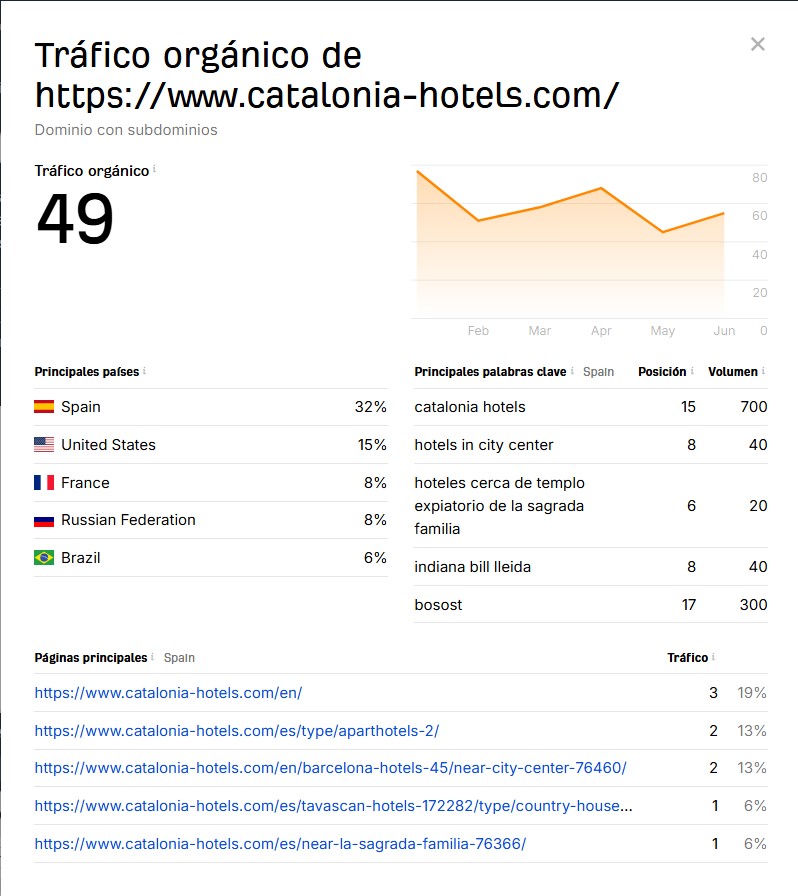 Tráfico orgánico de
https://www.catalonia-hotels.com/
Dominio con subdominios
Tráfico orgánico i
49
80
60
40
20
0
Feb Mar Apr May Jun
Principales países i
Spain 32%
United States 15%
France 8%
Russian Federation 8%
Brazil 6%
Principales palabras clave i Spain Posición i Volumen i
catalonia hotels 15 700
hotels in city center 8 40
hoteles cerca de templo
expiatorio de la sagrada 6 20
familia
indiana bill lleida 8 40
bosost 17 300
Páginas principales i Spain Tráfico i
https://www.catalonia-hotels.com/en/ 3 19%
https://www.catalonia-hotels.com/es/type/aparthotels-2/ 2 13%
https://www.catalonia-hotels.com/en/barcelona-hotels-45/near-city-center-76460/ 2 13%
https://www.catalonia-hotels.com/es/tavascan-hotels-172282/type/country-house... 1 6%
https://www.catalonia-hotels.com/es/near-la-sagrada-familia-76366/ 1 6%